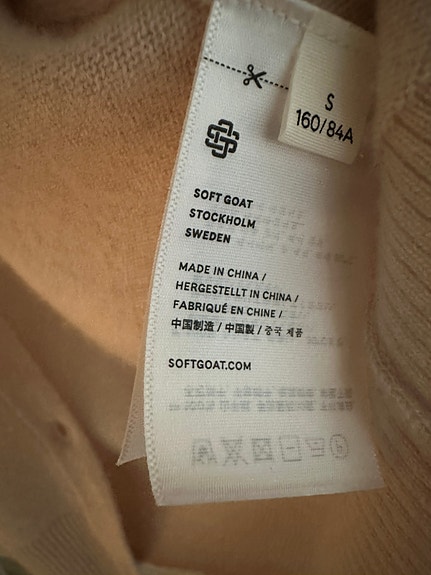 S
160/84A
SOFT GOAT
STOCKHOLM
SWEDEN
MADE IN CHINA /
HERGESTELLT IN CHINA /
FABRIQUÉ EN CHINE /
中国制造 / 中国製 / 중국 제품
SOFTGOAT.COM